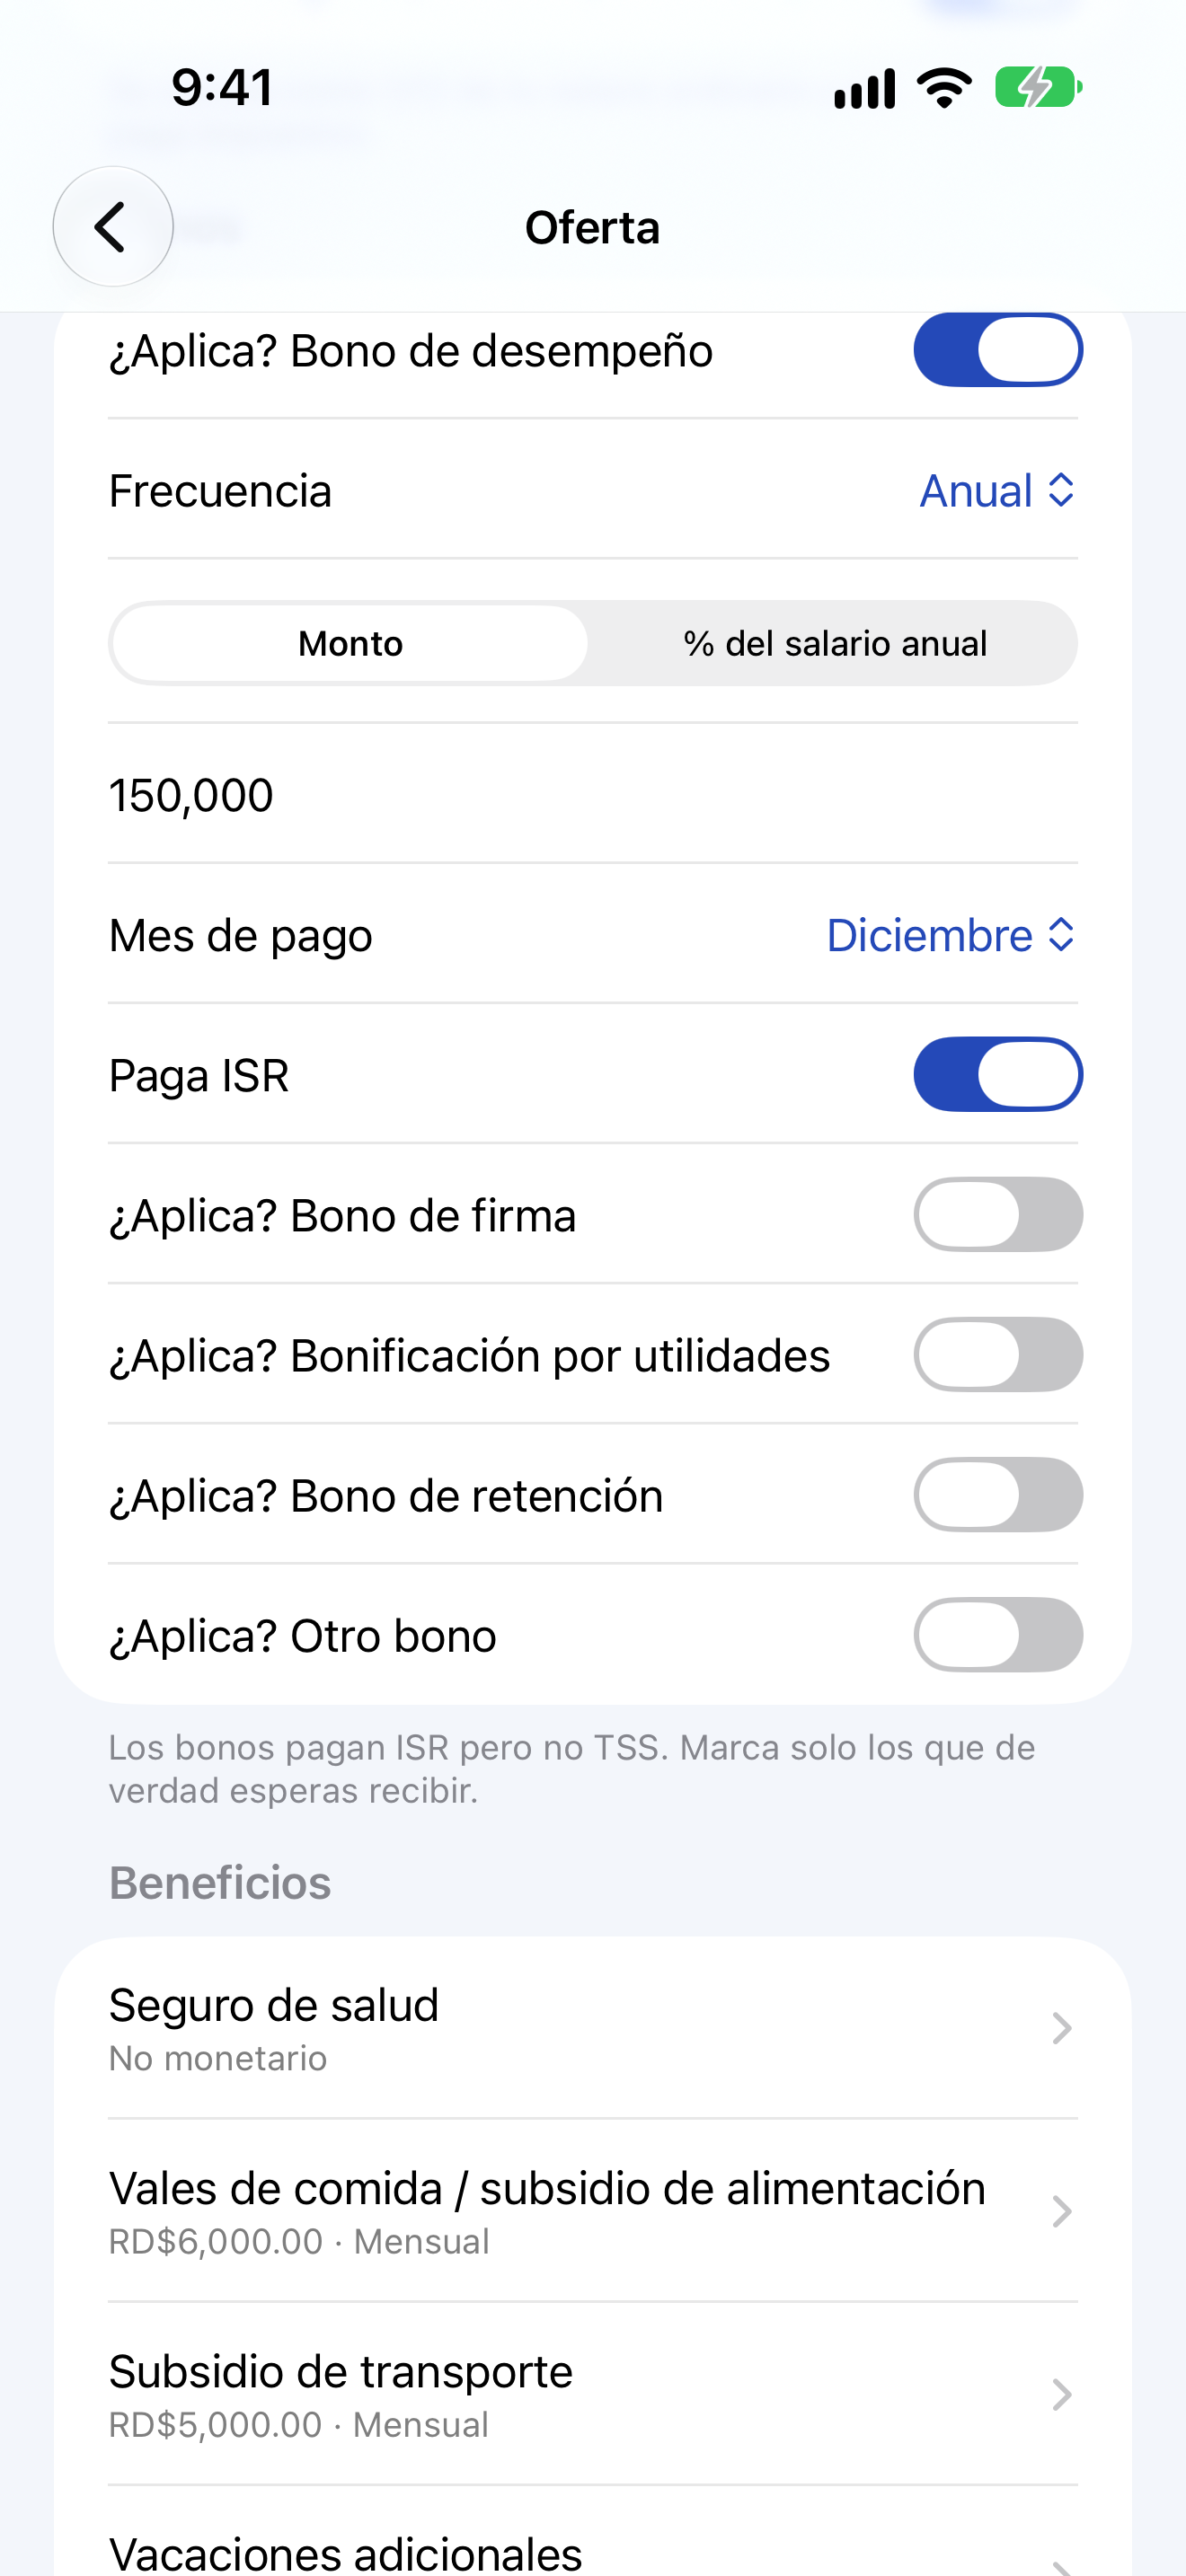 9:41
Oferta
¿Aplica? Bono de desempeño
Frecuencia
Anual
Monto
% del salario anual
150,000
Mes de pago
Diciembre
Paga ISR
¿Aplica? Bono de firma
¿Aplica? Bonificación por utilidades
¿Aplica? Bono de retención
¿Aplica? Otro bono
Los bonos pagan ISR pero no TSS. Marca solo los que de
verdad esperas recibir.
Beneficios
Seguro de salud
No monetario
Vales de comida / subsidio de alimentación
RD$6,000.00 · Mensual
Subsidio de transporte
RD$5,000.00 · Mensual
Vacaciones adicionales